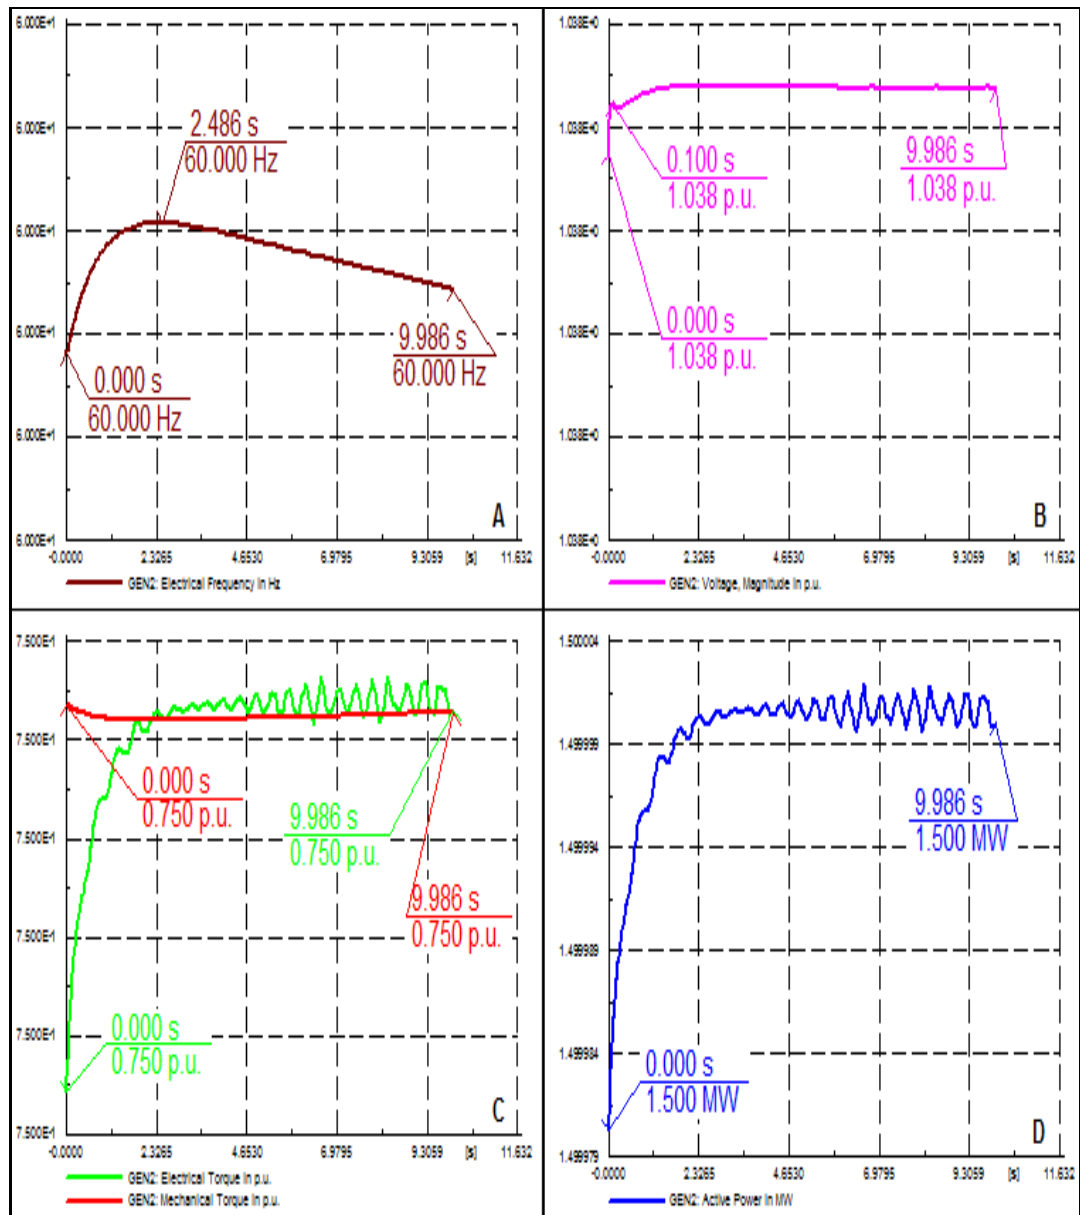 6.000E+1
6.000E+1
6.000E+1
6.000E+1
6.000E+1
6.000E+1
2.486 s
60.000 Hz
9.986 s
60.000 Hz
0.000 s
60.000 Hz
A
-0.0000 2.3265 4.6530 6.9795 9.3059 [s] 11.632
GEN2: Electrical Frequency in Hz
1.038E+0
1.038E+0
1.038E+0
1.038E+0
1.038E+0
1.038E+0
0.100 s
1.038 p.u.
9.986 s
1.038 p.u.
0.000 s
1.038 p.u.
B
-0.0000 2.3265 4.6530 6.9795 9.3059 [s] 11.632
GEN2: Voltage, Magnitude in p.u.
7.500E+1
7.500E+1
7.500E+1
7.500E+1
7.500E+1
7.500E+1
0.000 s
0.750 p.u.
9.986 s
0.750 p.u.
9.986 s
0.750 p.u.
0.000 s
0.750 p.u.
C
-0.0000 2.3265 4.6530 6.9795 9.3059 [s] 11.632
GEN2: Electrical Torque in p.u.
GEN2: Mechanical Torque in p.u.
1.500004
1.499999
1.499994
1.499989
1.499984
1.499979
9.986 s
1.500 MW
0.000 s
1.500 MW
D
-0.0000 2.3265 4.6530 6.9795 9.3059 [s] 11.632
GEN2: Active Power in MW